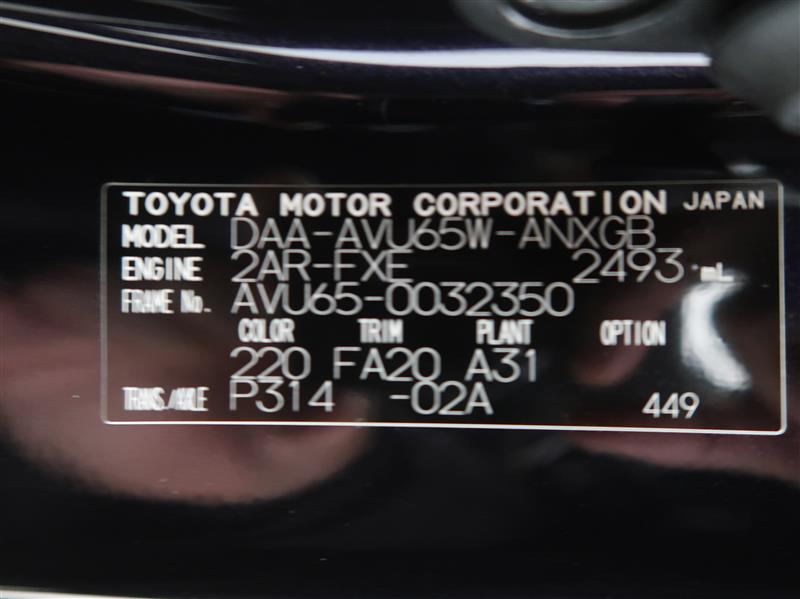 TOYOTA MOTOR CORPORATION JAPAN
MODEL DAA-AVU65W-ANXGB
ENGINE 2AR-FXE 2493 mL
FRAME No. AVU65-0032350
COLOR TRIM PLANT OPTION
220 FA20 A31
TRANS./AXLE P314 -02A 449